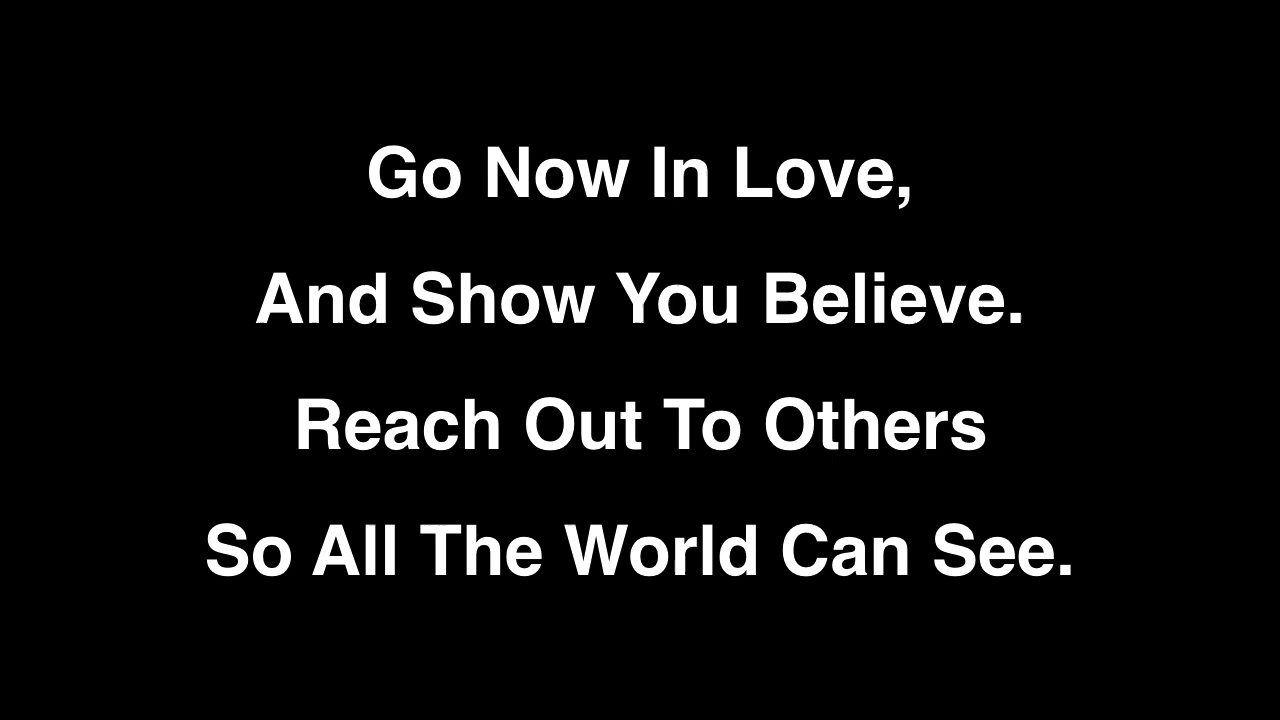 Go Now In Love,
And Show You Believe.
Reach Out To Others
So All The World Can See.